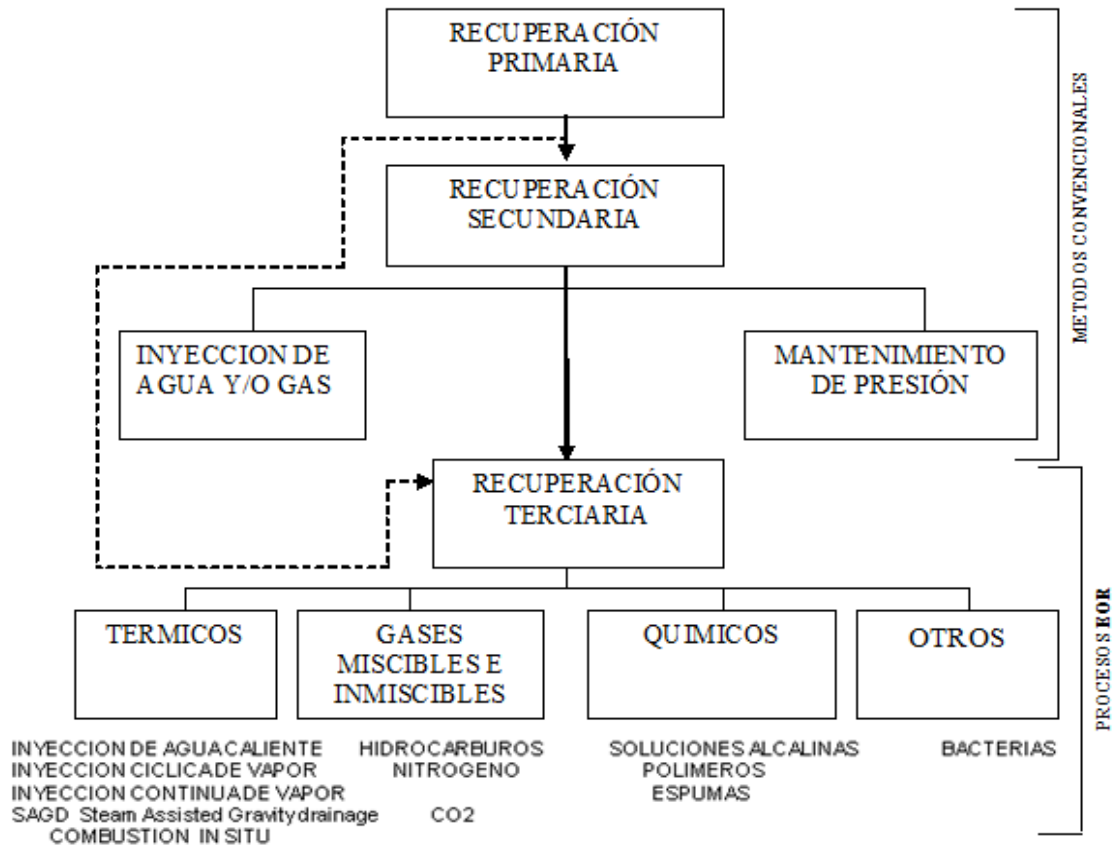 RECUPERACIÓN
PRIMARIA
RECUPERACIÓN
SECUNDARIA
METODOS CONVENCIONALES
INYECCION DE
AGUA Y/O GAS
MANTENIMIENTO
DE PRESIÓN
RECUPERACIÓN
TERCIARIA
PROCESOS EOR
TERMICOS
GASES
MISCIBLES E
INMISCIBLES
QUIMICOS
OTROS
INYECCION DE AGUA CALIENTE
INYECCION CICLICA DE VAPOR
INYECCION CONTINUA DE VAPOR
SAGD Steam Assisted Gravity drainage
COMBUSTION IN SITU
HIDROCARBUROS
NITROGENO
CO2
SOLUCIONES ALCALINAS
POLIMEROS
ESPUMAS
BACTERIAS